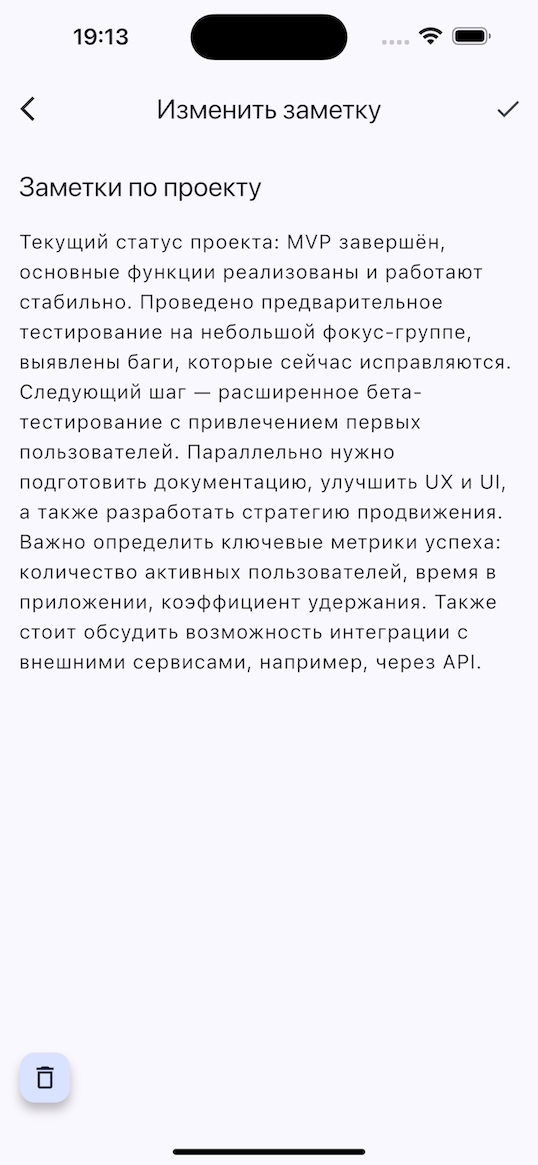 19:13
Изменить заметку
Заметки по проекту
Текущий статус проекта: MVP завершён,
основные функции реализованы и работают
стабильно. Проведено предварительное
тестирование на небольшой фокус-группе,
выявлены баги, которые сейчас исправляются.
Следующий шаг — расширенное бета-
тестирование с привлечением первых
пользователей. Параллельно нужно
подготовить документацию, улучшить UX и UI,
а также разработать стратегию продвижения.
Важно определить ключевые метрики успеха:
количество активных пользователей, время в
приложении, коэффициент удержания. Также
стоит обсудить возможность интеграции с
внешними сервисами, например, через API.